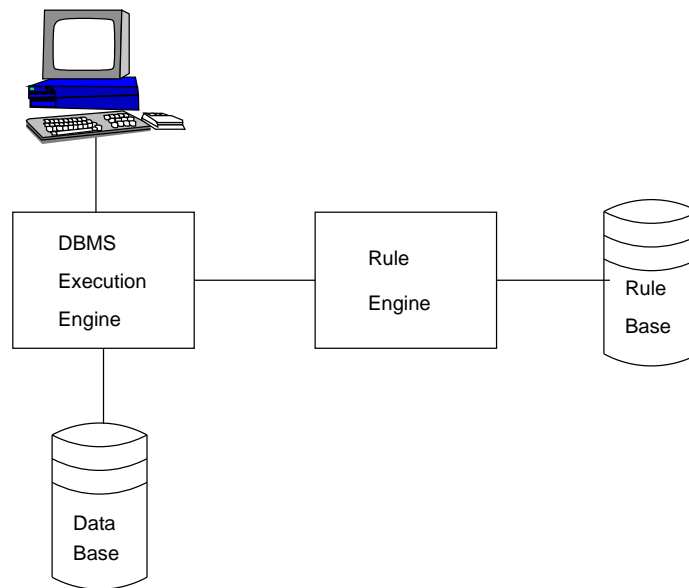 DBMS
Execution
Engine
Rule
Engine
Rule
Base
Data
Base